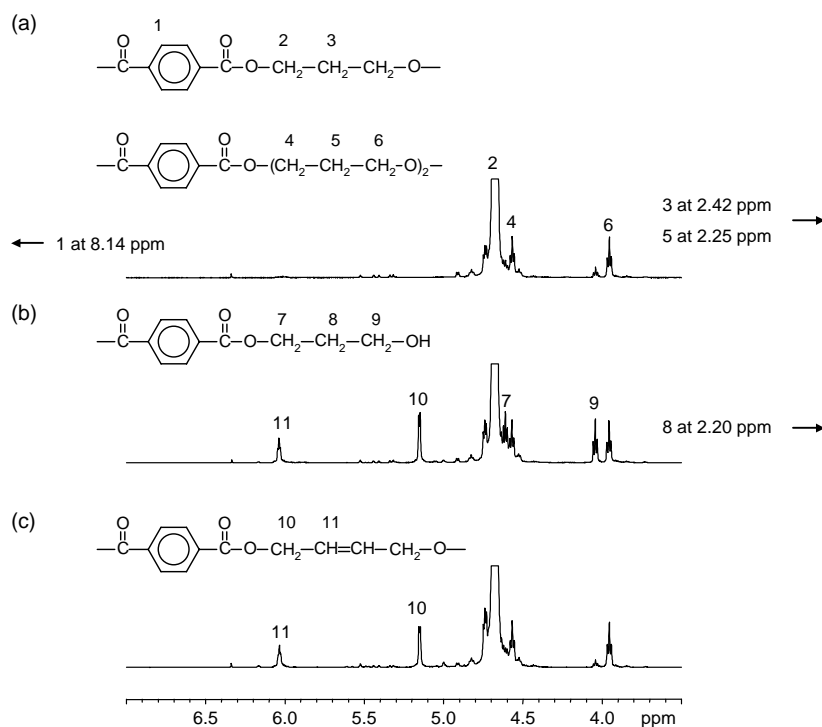 (a)
1
O O 2 3
—C— —C—O—CH2—CH2—CH2—O—
O O 4 5 6
—C— —C—O—(CH2—CH2—CH2–O)2—
2
4
6
3 at 2.42 ppm
5 at 2.25 ppm
1 at 8.14 ppm
(b)
O O 7 8 9
—C— —C—O—CH2—CH2—CH2—OH
11
10
7
9
8 at 2.20 ppm
(c)
O O 10 11
—C— —C—O—CH2—CH=CH—CH2—O—
11
10
6.5 6.0 5.5 5.0 4.5 4.0 ppm